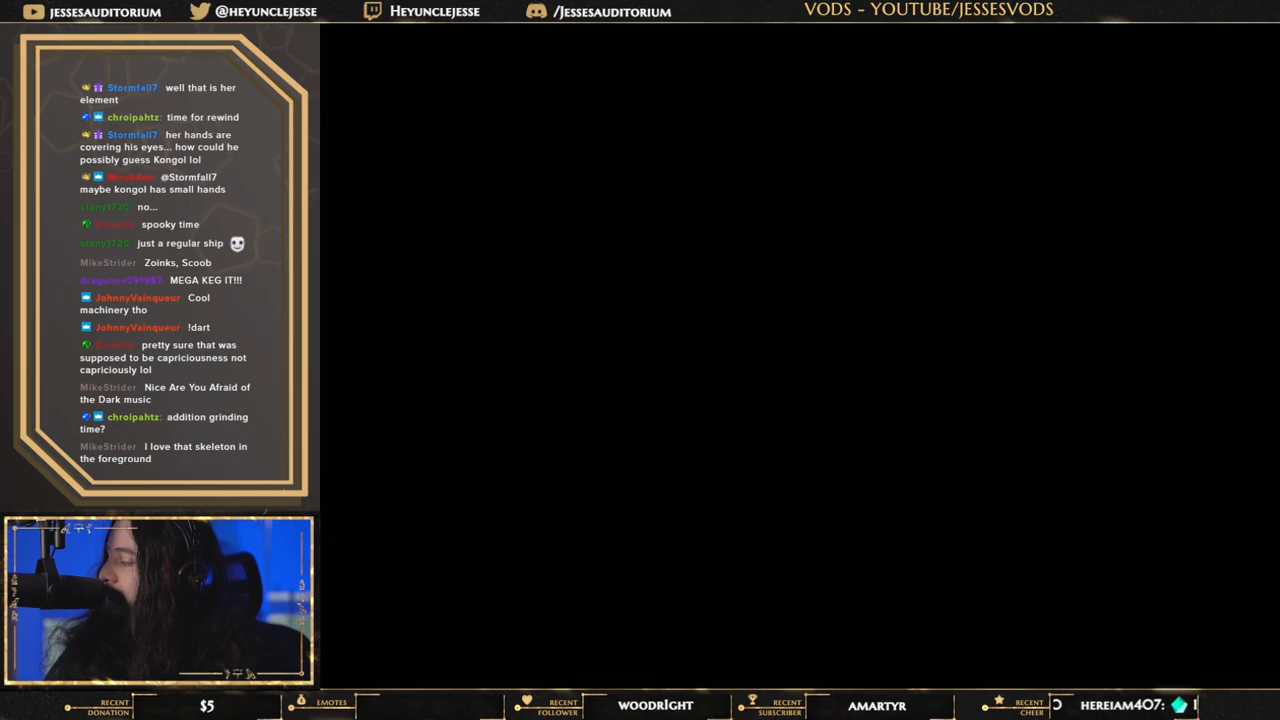 JESSESAUDITORIUM
@HEYUNCLEJESSE
HEYUNCLEJESSE
/JESSESAUDITORIUM
VODS - YOUTUBE/JESSESVODS
Stormfall7: well that is her
element
chroipahtz: time for rewind
Stormfall7: her hands are
covering his eyes... how could he
possibly guess Kongol lol
@Stormfall7
maybe kongol has small hands
stany1720 no...
spooky time
stany1720 just a regular ship
MikeStrider Zoinks, Scoob
dragunov091987 MEGA KEG IT!!!
JohnnyVainqueur Cool
machinery tho
JohnnyVainqueur !dart
pretty sure that was
supposed to be capriciousness not
capriciously lol
MikeStrider Nice Are You Afraid of
the Dark music
chroipahtz: addition grinding
time?
MikeStrider I love that skeleton in
the foreground
RECENT
DONATION
$5
EMOTES
RECENT
FOLLOWER
WOODRIGHT
RECENT
SUBSCRIBER
AMARTYR
RECENT
CHEER
HEREIAM407: 1